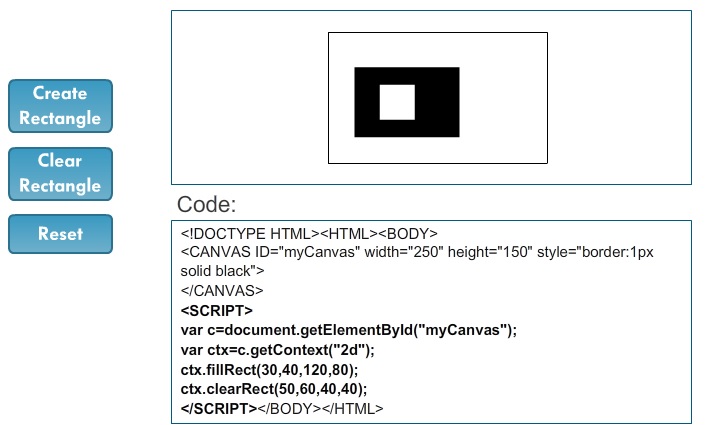 Create
Rectangle
Clear
Rectangle
Reset
Code:
<!DOCTYPE HTML><HTML><BODY>
<CANVAS ID="myCanvas" width="250" height="150" style="border:1px
solid black">
</CANVAS>
<SCRIPT>
var c=document.getElementById("myCanvas");
var ctx=c.getContext("2d");
ctx.fillRect(30,40,120,80);
ctx.clearRect(50,60,40,40);
</SCRIPT></BODY></HTML>